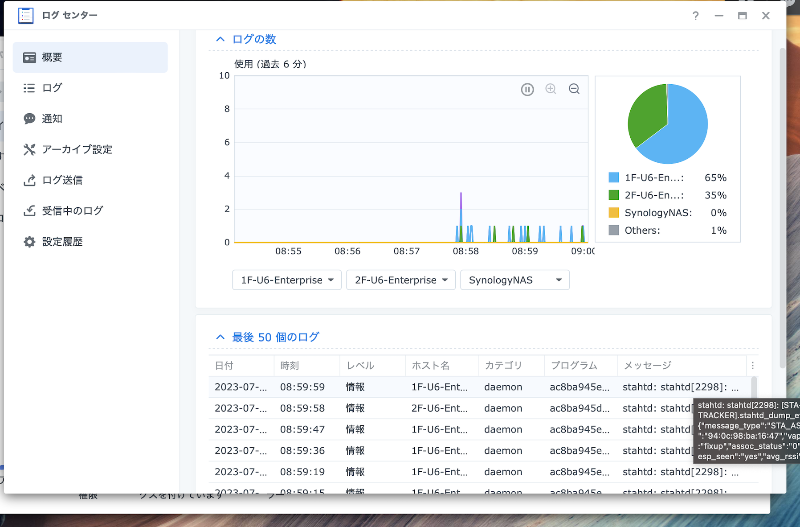 ログ センター
?
概要
ログ
通知
アーカイブ設定
ログ送信
受信中のログ
設定履歴
ログの数
使用 (過去 6 分)
10
8
6
4
2
0
08:55 08:56 08:57 08:58 08:59 09:00
1F-U6-En...: 65%
2F-U6-En...: 35%
SynologyNAS: 0%
Others: 1%
1F-U6-Enterprise 2F-U6-Enterprise SynologyNAS
最後 50 個のログ
日付 時刻 レベル ホスト名 カテゴリ プログラム メッセージ
2023-07-... 08:59:59 情報 1F-U6-Ent... daemon ac8ba945e... stahtd: stahtd[2298]: ...
2023-07-... 08:59:58 情報 2F-U6-Ent... daemon ac8ba945d... stahtd: stahtd[2298]: ...
2023-07-... 08:59:47 情報 1F-U6-Ent... daemon ac8ba945e... stahtd: stahtd[2298]:
2023-07-... 08:59:36 情報 1F-U6-Ent... daemon ac8ba945e... stahtd: stahtd[2298]:
2023-07-... 08:59:19 情報 1F-U6-Ent... daemon ac8ba945e... stahtd: stahtd[2298]: ...
2023-07-... 08:59:15 情報 1F-U6-Ent... daemon ac8ba945e... stahtd: stahtd[2298]: ...
stahtd: stahtd[2298]: [STA-
TRACKER].stahtd_dump_e
{"message_type":"STA_AS
":"94:0c:98:ba:16:47","vap
:"fixup","assoc_status":"0"
esp_seen":"yes","avg_rssi"